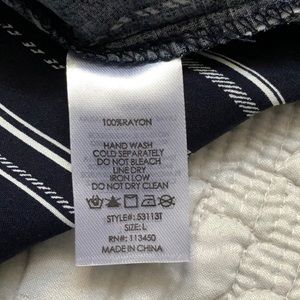 100%RAYON
HAND WASH
COLD SEPARATELY
DO NOT BLEACH
LINE DRY
IRON LOW
DO NOT DRY CLEAN
STYLE#: 53113T
SIZE: L
RN#: 113450
MADE IN CHINA